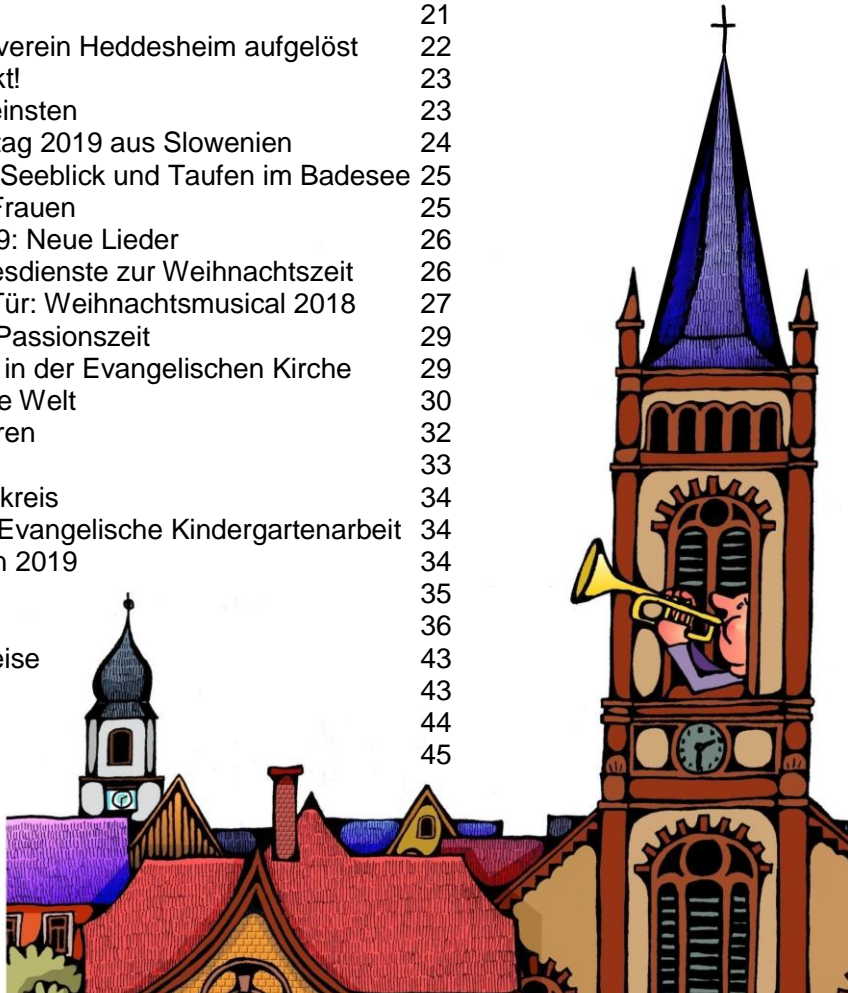 21
verein Heddesheim aufgelöst 22
kt! 23
einsten 23
tag 2019 aus Slowenien 24
Seeblick und Taufen im Badesee 25
Frauen 25
9: Neue Lieder 26
esdienste zur Weihnachtszeit 26
Tür: Weihnachtsmusical 2018 27
Passionszeit 29
in der Evangelischen Kirche 29
e Welt 30
ren 32
33
kreis 34
Evangelische Kindergartenarbeit 34
n 2019 34
35
36
eise 43
43
44
45